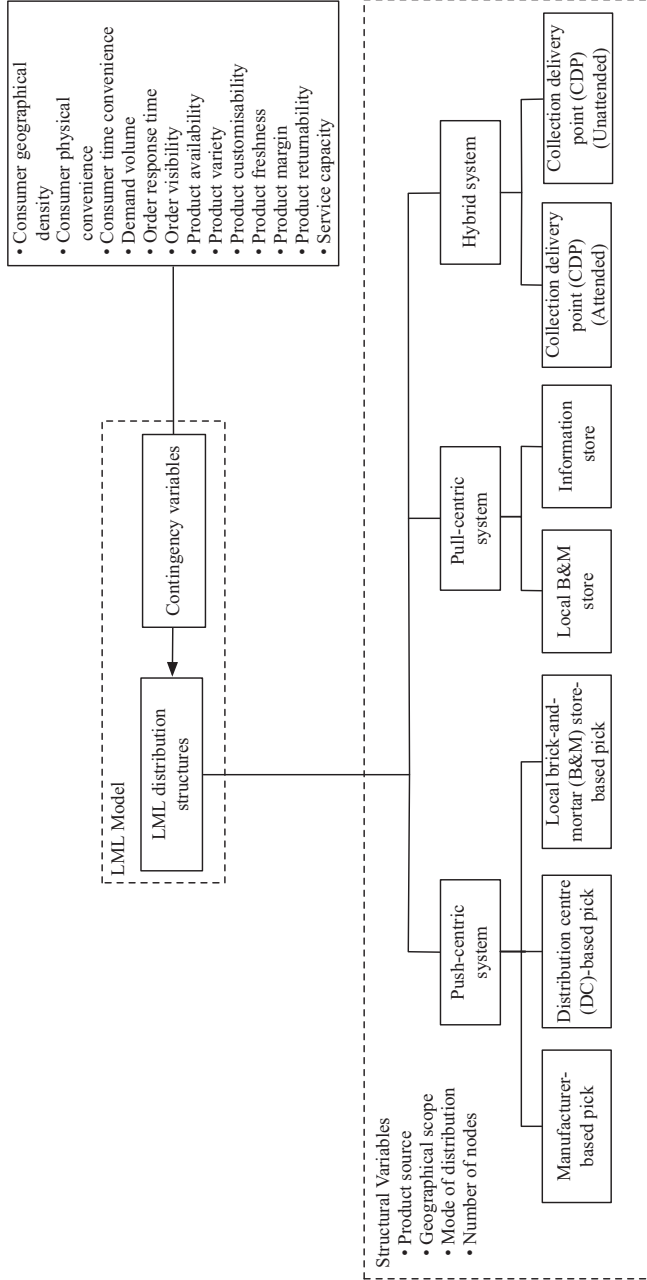 LML Model
LML distribution
structures
Contingency variables
• Consumer geographical
density
• Consumer physical
convenience
• Consumer time convenience
• Demand volume
• Order response time
• Order visibility
• Product availability
• Product variety
• Product customisability
• Product freshness
• Product margin
• Product returnability
• Service capacity
Structural Variables
• Product source
• Geographical scope
• Mode of distribution
• Number of nodes
Push-centric
system
Pull-centric
system
Hybrid system
Manufacturer-
based pick
Distribution centre
(DC)-based pick
Local brick-and-
mortar (B&M) store-
based pick
Local B&M
store
Information
store
Collection delivery
point (CDP)
(Attended)
Collection delivery
point (CDP)
(Unattended)